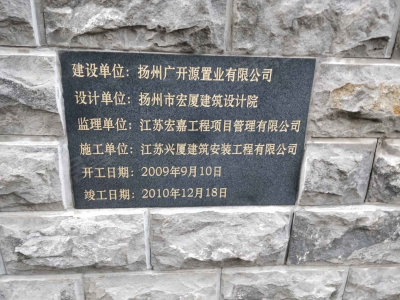 建设单位：扬州广开源置业有限公司
设计单位：扬州市宏厦建筑设计院
监理单位：江苏宏嘉工程项目管理有限公司
施工单位：江苏兴厦建筑安装工程有限公司
开工日期：2009年9月10日
竣工日期：2010年12月18日